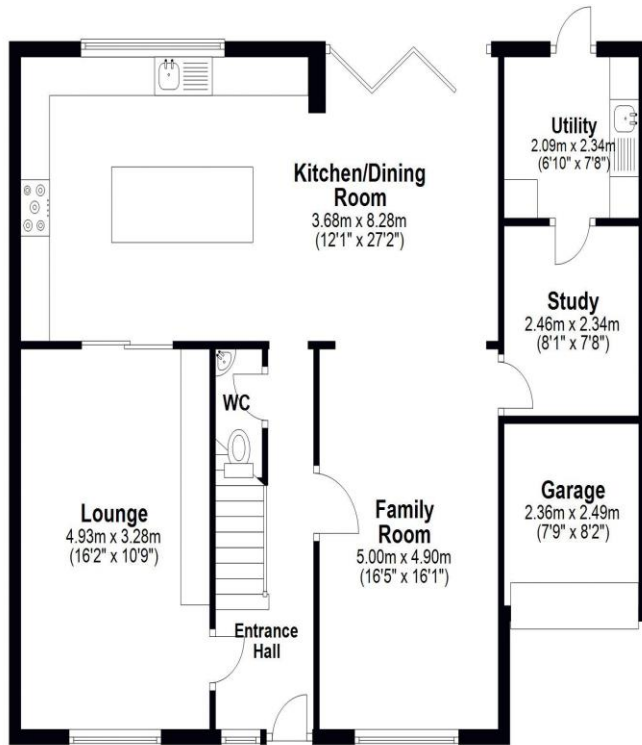 Utility
2.09m x 2.34m
(6'10" x 7'8")
Kitchen/Dining
Room
3.68m x 8.28m
(12'1" x 27'2")
Study
2.46m x 2.34m
(8'1" x 7'8")
WC
Lounge
4.93m x 3.28m
(16'2" x 10'9")
Family
Room
5.00m x 4.90m
(16'5" x 16'1")
Garage
2.36m x 2.49m
(7'9" x 8'2")
Entrance
Hall